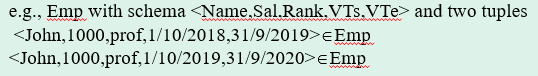 e.g., Emp with schema <Name,Sal,Rank,VTs,VTe> and two tuples
<John,1000,prof,1/10/2018,31/9/2019>∈Emp
<John,1000,prof,1/10/2019,31/9/2020>∈Emp